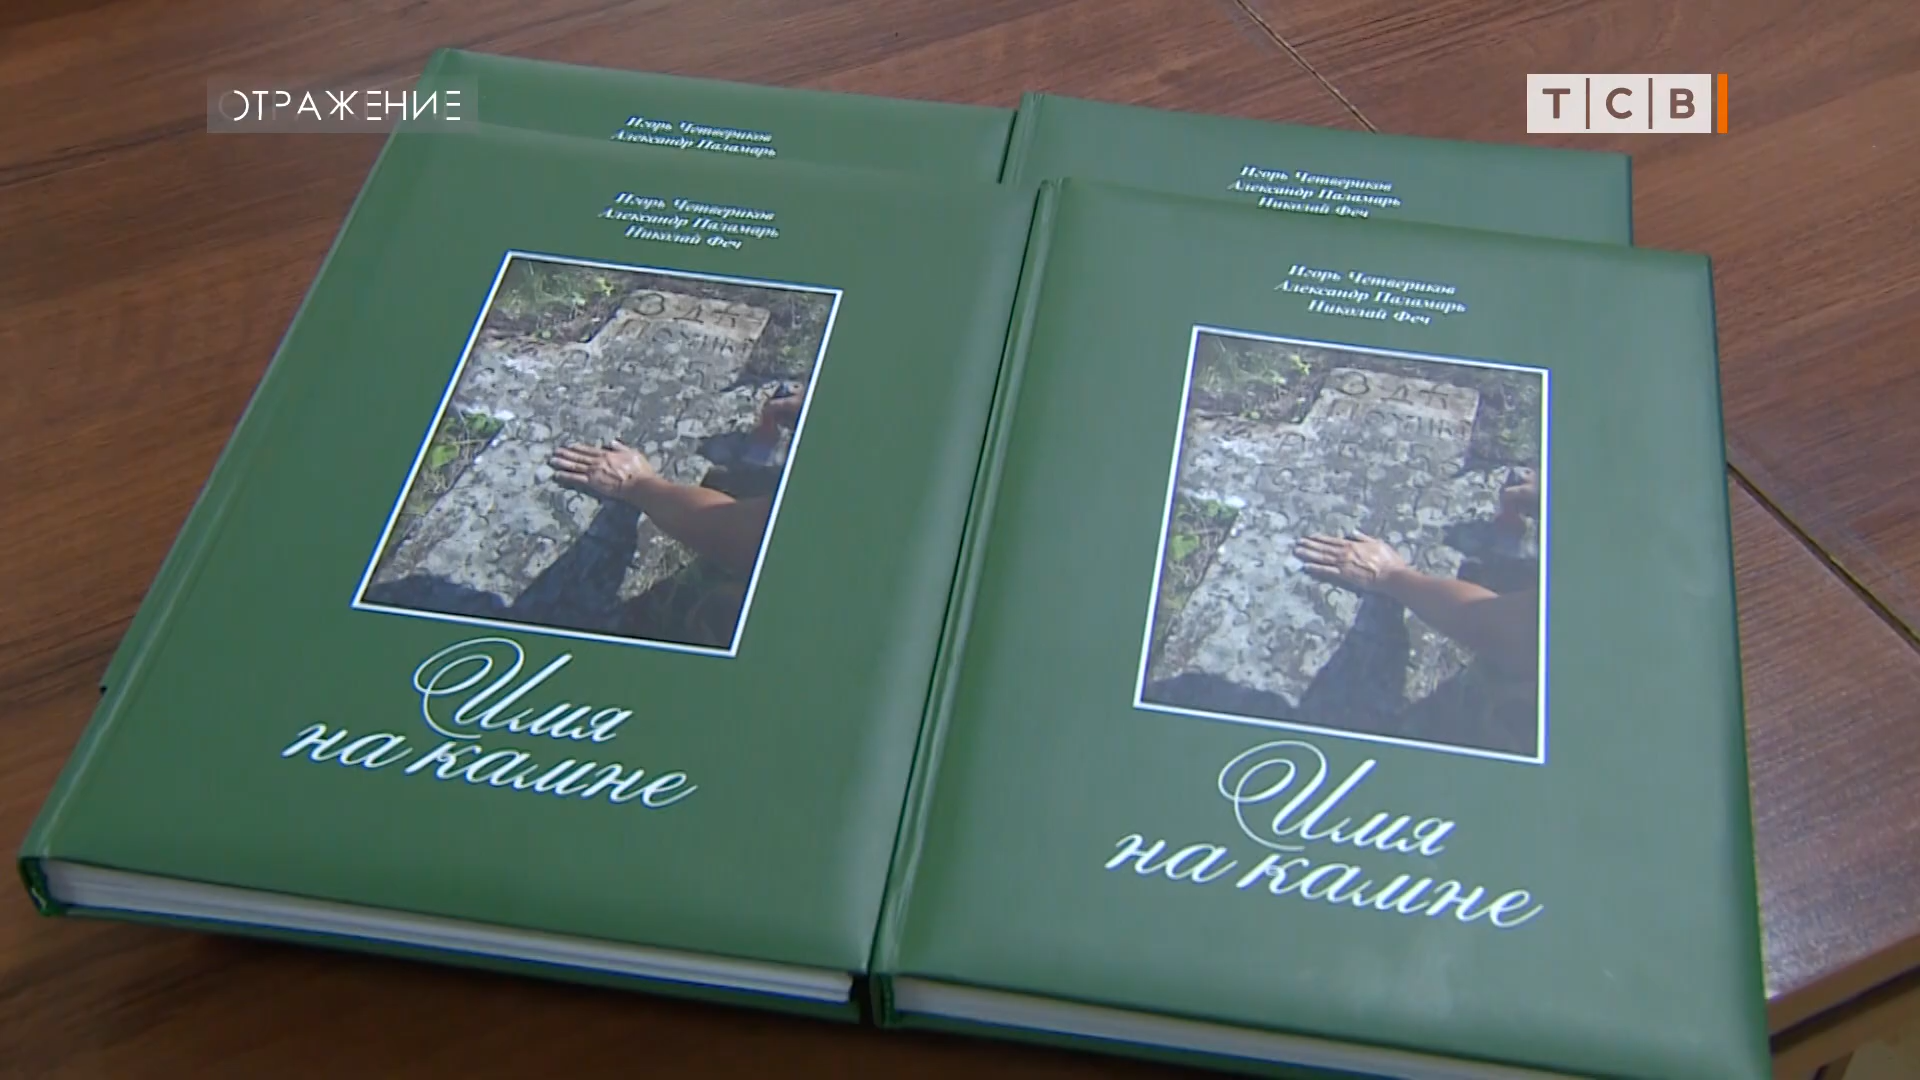 ОТРАЖЕНИЕ
ТСВ
Игорь Четвериков
Александр Паламарь
Игорь Четвериков
Александр Паламарь
Николай Феч
Игорь Четвериков
Александр Паламарь
Николай Феч
Имя
на камне
Игорь Четвериков
Александр Паламарь
Николай Феч
Имя
на камне